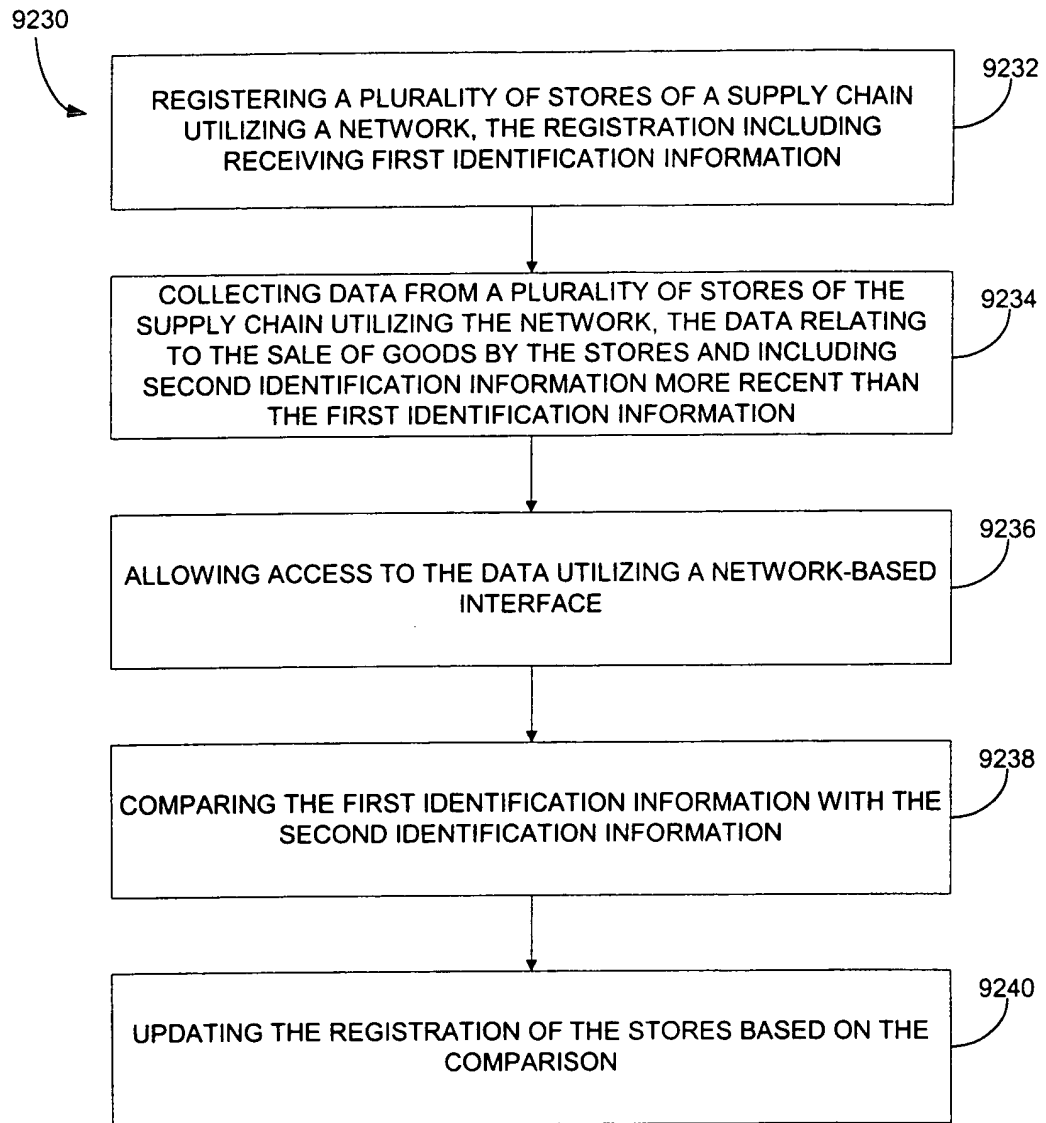 9230
9232
REGISTERING A PLURALITY OF STORES OF A SUPPLY CHAIN
UTILIZING A NETWORK, THE REGISTRATION INCLUDING
RECEIVING FIRST IDENTIFICATION INFORMATION
9234
COLLECTING DATA FROM A PLURALITY OF STORES OF THE
SUPPLY CHAIN UTILIZING THE NETWORK, THE DATA RELATING
TO THE SALE OF GOODS BY THE STORES AND INCLUDING
SECOND IDENTIFICATION INFORMATION MORE RECENT THAN
THE FIRST IDENTIFICATION INFORMATION
9236
ALLOWING ACCESS TO THE DATA UTILIZING A NETWORK-BASED
INTERFACE
9238
COMPARING THE FIRST IDENTIFICATION INFORMATION WITH THE
SECOND IDENTIFICATION INFORMATION
9240
UPDATING THE REGISTRATION OF THE STORES BASED ON THE
COMPARISON